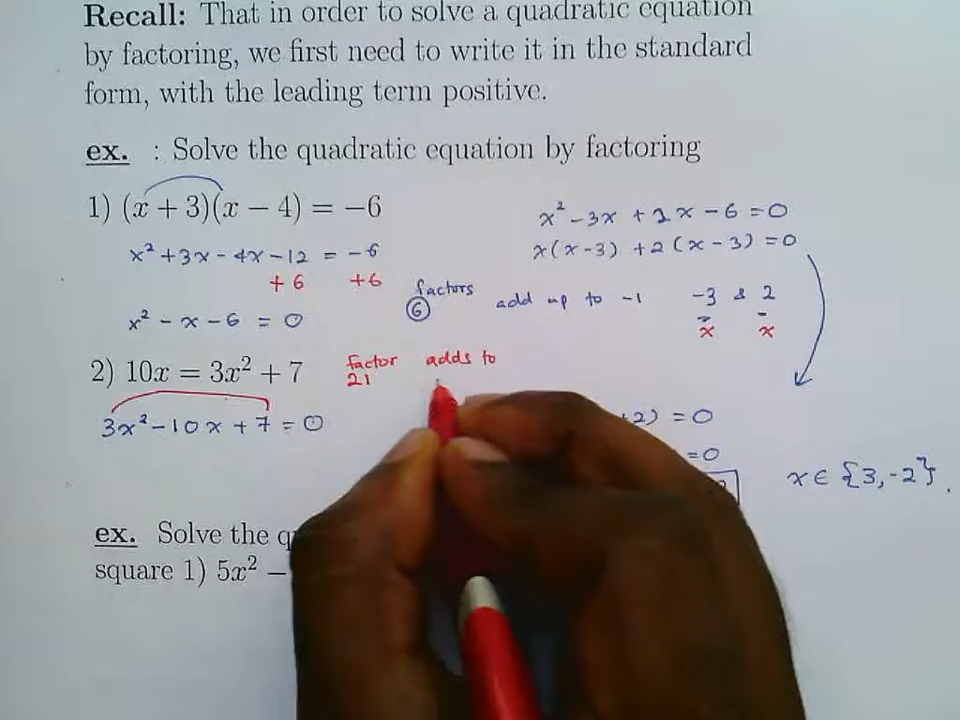 Recall: That in order to solve a quadratic equation
by factoring, we first need to write it in the standard
form, with the leading term positive.
ex. : Solve the quadratic equation by factoring
1) (x + 3)(x − 4) = −6
x² + 3x − 4x − 12 = −6
+6 +6
x² − x − 6 = 0
x² − 3x + 2x − 6 = 0
x(x − 3) + 2(x − 3) = 0
factors
6 add up to −1 −3 & 2
x x
+2) = 0
= 0
x ∈ {3, −2}.
2) 10x = 3x² + 7
factor adds to
21
3x² − 10x + 7 = 0
ex. Solve the
square 1) 5x² −